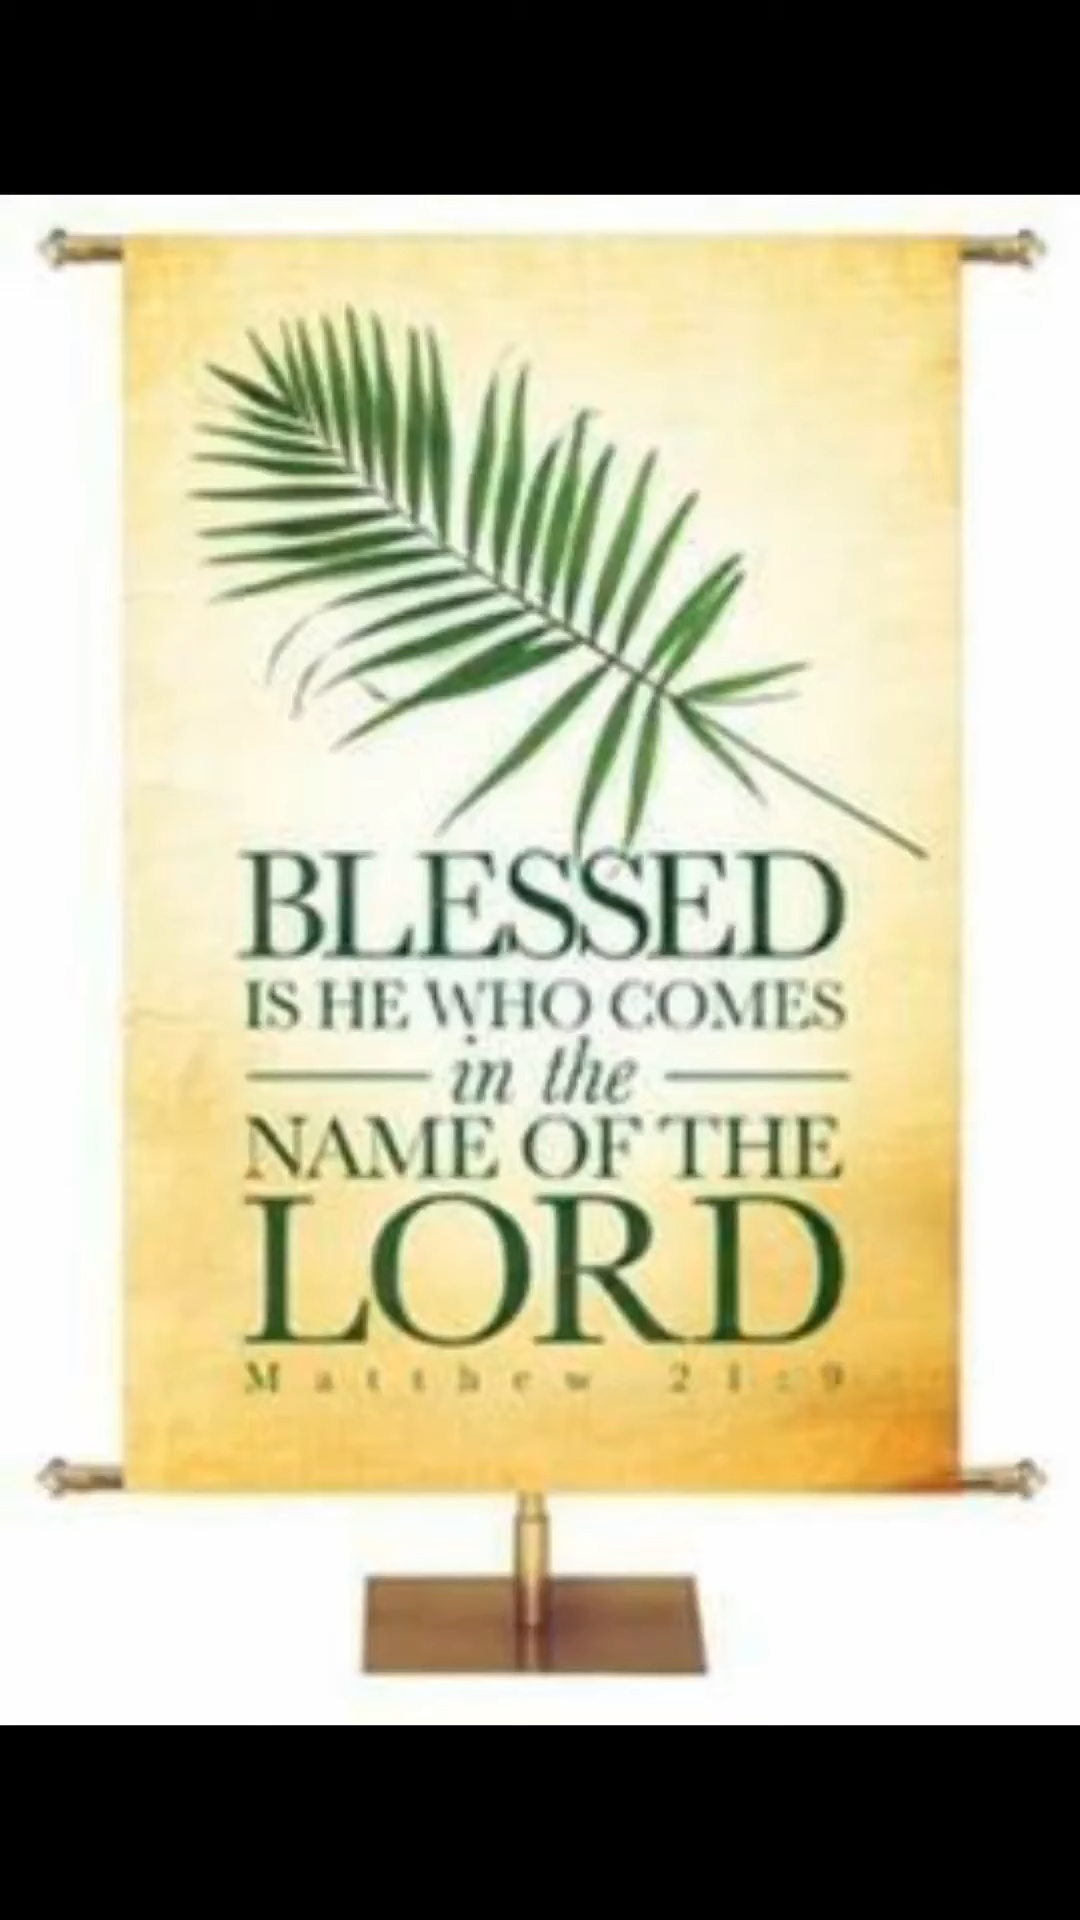 BLESSED
IS HE WHO COMES
in the
NAME OF THE
LORD
Matthew 21:9